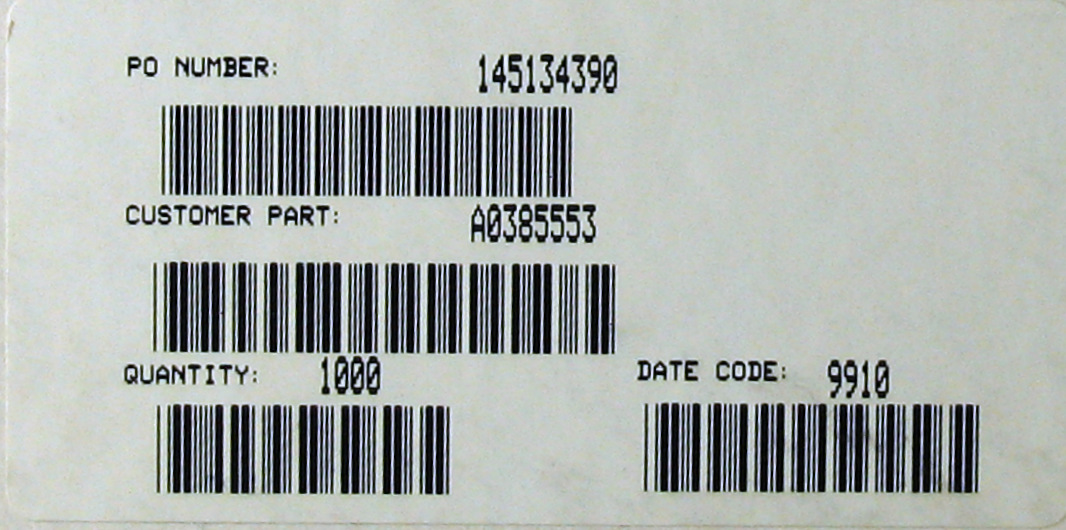 PO NUMBER: 145134390
CUSTOMER PART: A0385553
QUANTITY: 1000 DATE CODE: 9910